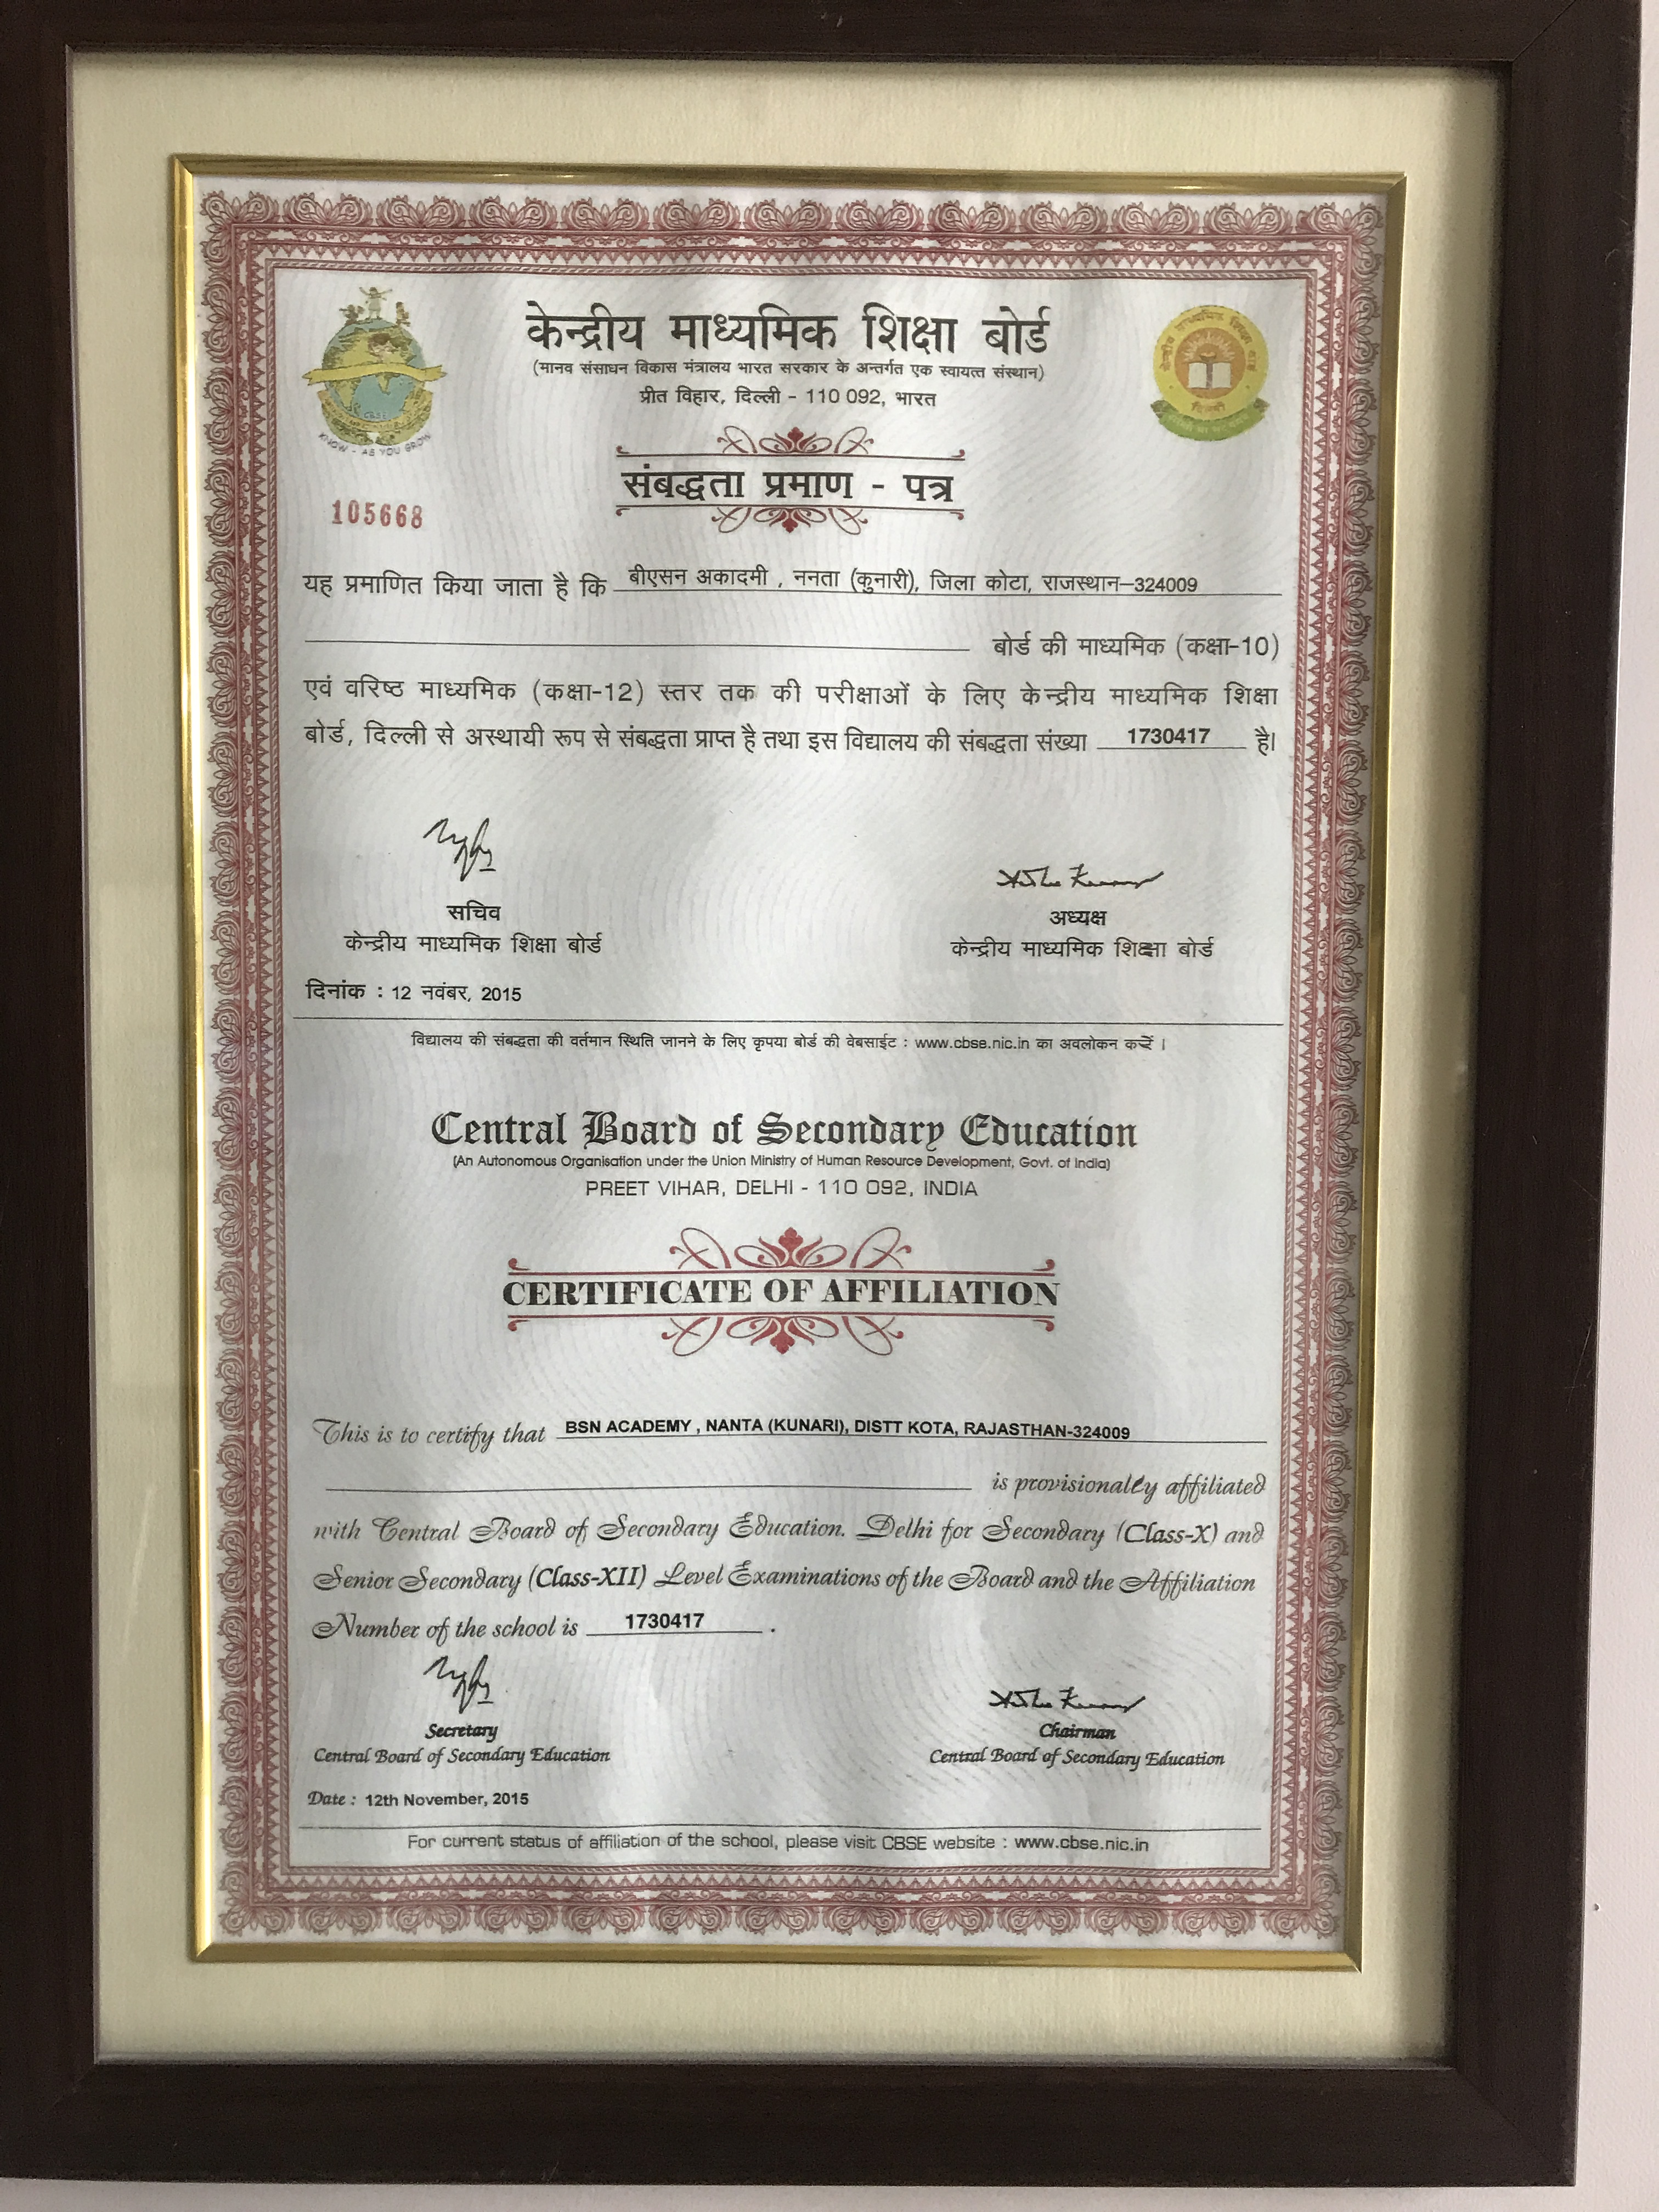 केन्द्रीय माध्यमिक शिक्षा बोर्ड
(मानव संसाधन विकास मंत्रालय भारत सरकार के अन्तर्गत एक स्वायत्त संस्थान)
प्रीत विहार, दिल्ली - 110 092, भारत
KNOW - AS YOU GROW
संबद्धता प्रमाण - पत्र
105668
यह प्रमाणित किया जाता है कि बीएसन अकादमी , ननता (कुनारी), जिला कोटा, राजस्थान–324009
बोर्ड की माध्यमिक (कक्षा-10)
एवं वरिष्ठ माध्यमिक (कक्षा-12) स्तर तक की परीक्षाओं के लिए केन्द्रीय माध्यमिक शिक्षा
बोर्ड, दिल्ली से अस्थायी रूप से संबद्धता प्राप्त है तथा इस विद्यालय की संबद्धता संख्या 1730417 है।
सचिव
केन्द्रीय माध्यमिक शिक्षा बोर्ड
अध्यक्ष
केन्द्रीय माध्यमिक शिक्षा बोर्ड
दिनांक : 12 नवंबर, 2015
विद्यालय की संबद्धता की वर्तमान स्थिति जानने के लिए कृपया बोर्ड की वेबसाईट : www.cbse.nic.in का अवलोकन करें ।
Central Board of Secondary Education
(An Autonomous Organisation under the Union Ministry of Human Resource Development, Govt. of India)
PREET VIHAR, DELHI - 110 092, INDIA
CERTIFICATE OF AFFILIATION
This is to certify that BSN ACADEMY , NANTA (KUNARI), DISTT KOTA, RAJASTHAN-324009
is provisionally affiliated
with Central Board of Secondary Education. Delhi for Secondary (Class-X) and
Senior Secondary (Class-XII) Level Examinations of the Board and the Affiliation
Number of the school is 1730417 .
Secretary
Central Board of Secondary Education
Chairman
Central Board of Secondary Education
Date : 12th November, 2015
For current status of affiliation of the school, please visit CBSE website : www.cbse.nic.in